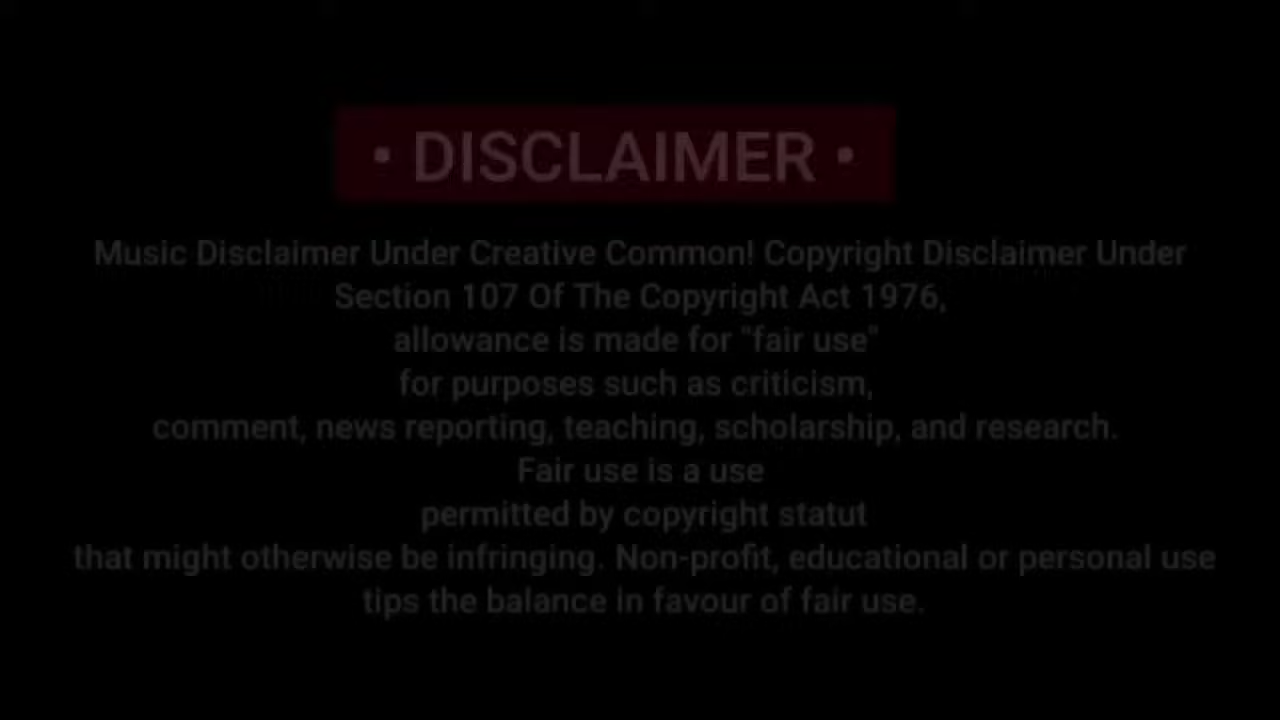 • DISCLAIMER •
Music Disclaimer Under Creative Common! Copyright Disclaimer Under
Section 107 Of The Copyright Act 1976,
allowance is made for "fair use"
for purposes such as criticism,
comment, news reporting, teaching, scholarship, and research.
Fair use is a use
permitted by copyright statut
that might otherwise be infringing. Non-profit, educational or personal use
tips the balance in favour of fair use.